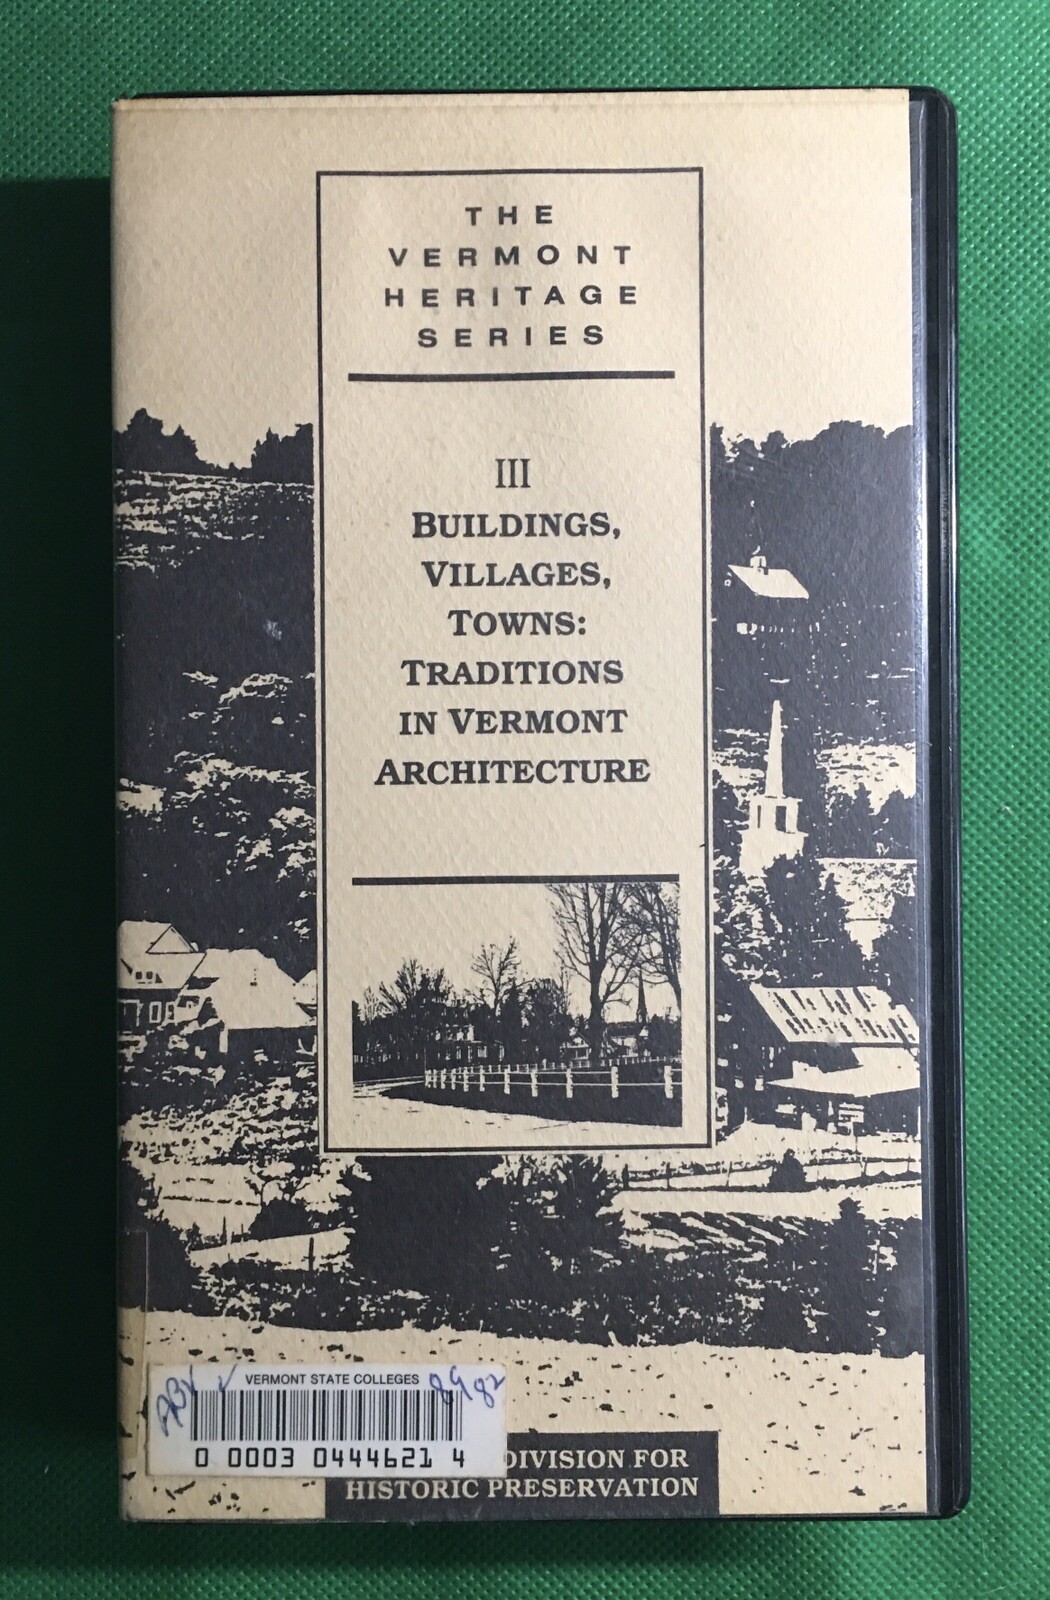 THE
VERMONT
HERITAGE
SERIES
III
BUILDINGS,
VILLAGES,
TOWNS:
TRADITIONS
IN VERMONT
ARCHITECTURE
VERMONT STATE COLLEGES
0 0003 0444621 4
DIVISION FOR
HISTORIC PRESERVATION